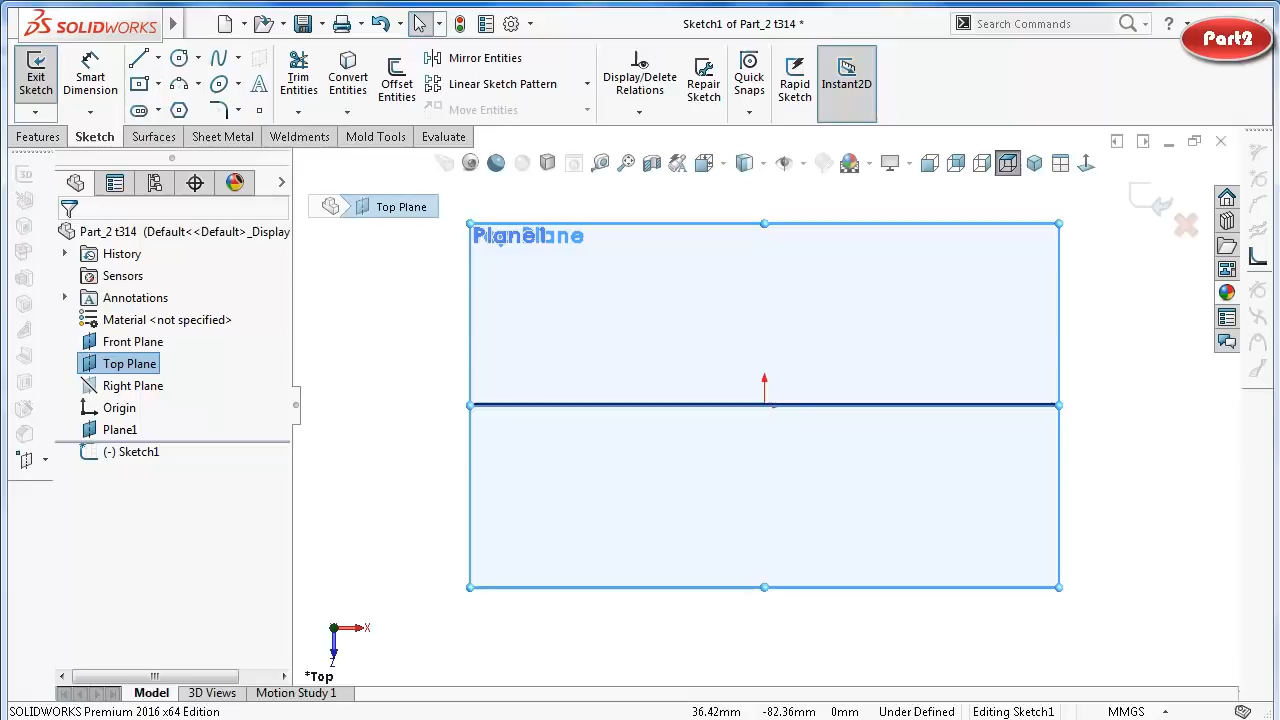 SOLIDWORKS
Sketch1 of Part_2 t314 *
Search Commands
?
Part2
Exit Sketch
Smart Dimension
Trim Entities
Convert Entities
Offset Entities
Mirror Entities
Linear Sketch Pattern
Move Entities
Display/Delete Relations
Repair Sketch
Quick Snaps
Rapid Sketch
Instant2D
Features
Sketch
Surfaces
Sheet Metal
Weldments
Mold Tools
Evaluate
Part_2 t314 (Default<<Default>_Display
History
Sensors
Annotations
Material <not specified>
Front Plane
Top Plane
Right Plane
Origin
Plane1
(-) Sketch1
Top Plane
X
Z
*Top
Model
3D Views
Motion Study 1
SOLIDWORKS Premium 2016 x64 Edition
36.42mm
-82.36mm
0mm
Under Defined
Editing Sketch1
MMGS